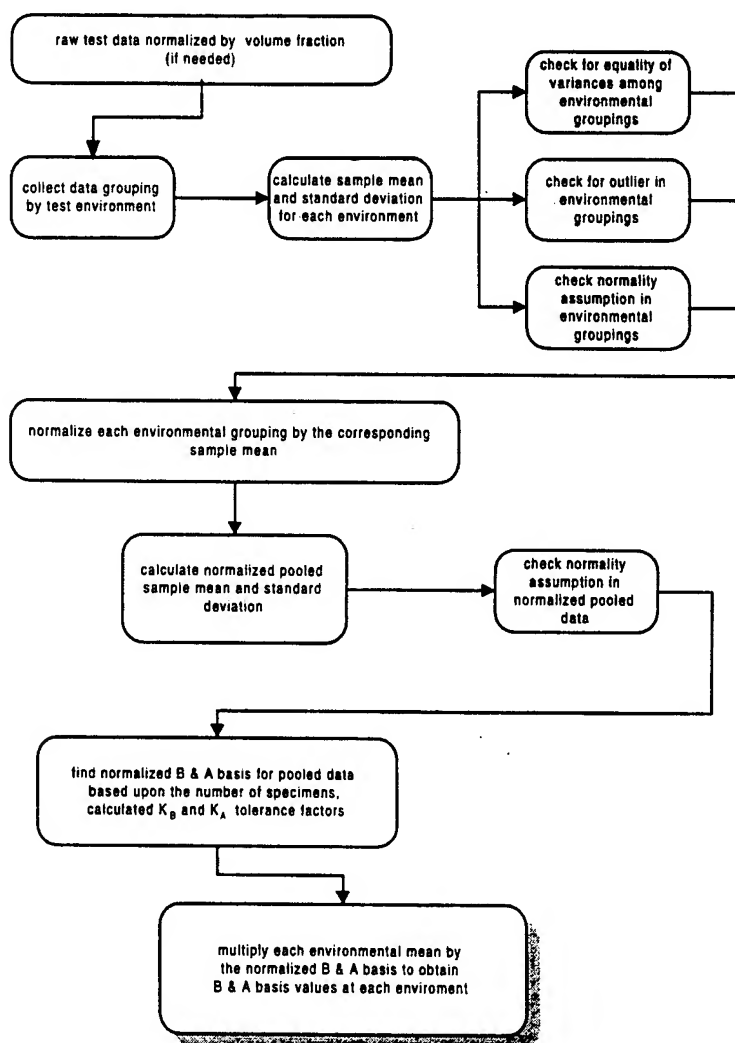 raw test data normalized by volume fraction
(if needed)
collect data grouping
by test environment
calculate sample mean
and standard deviation
for each environment
check for equality of
variances among
environmental
groupings
check for outlier in
environmental
groupings
check normality
assumption in
environmental
groupings
normalize each environmental grouping by the corresponding
sample mean
calculate normalized pooled
sample mean and standard
deviation
check normality
assumption in
normalized pooled
data
find normalized B & A basis for pooled data
based upon the number of specimens,
calculated K_B and K_A tolerance factors
multiply each environmental mean by
the normalized B & A basis to obtain
B & A basis values at each enviroment